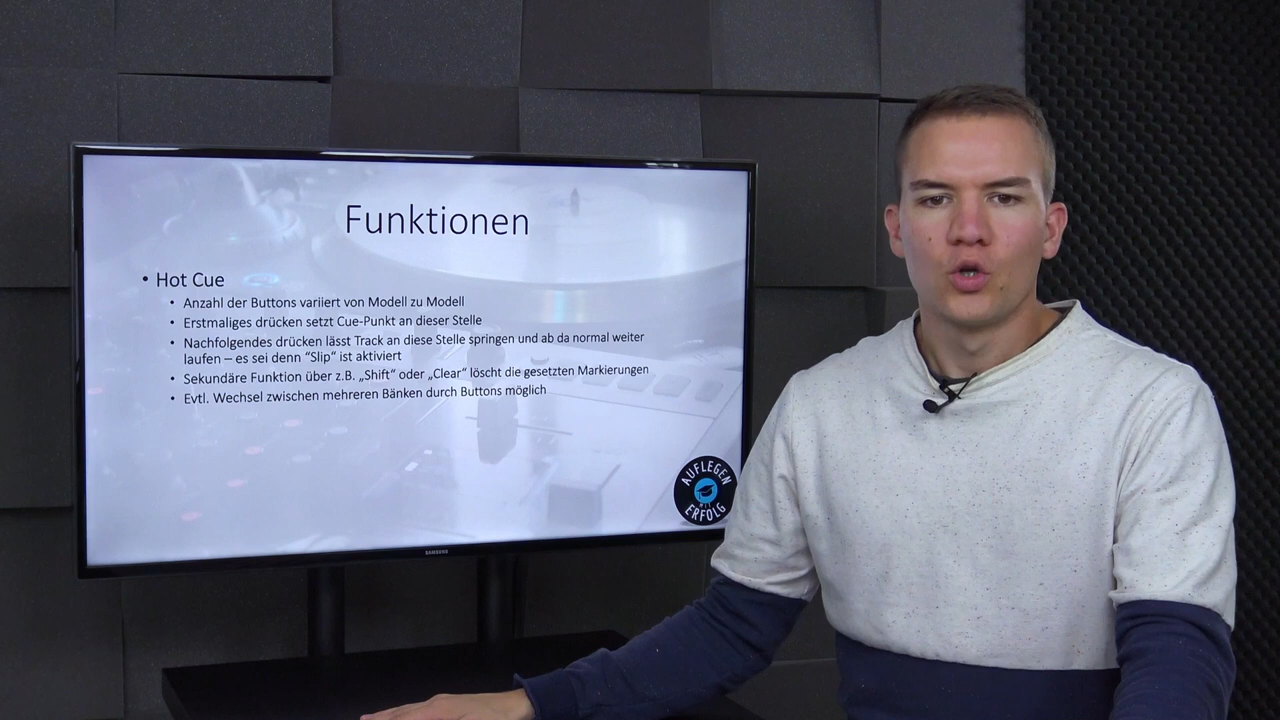 Funktionen
• Hot Cue
• Anzahl der Buttons variiert von Modell zu Modell
• Erstmaliges drücken setzt Cue-Punkt an dieser Stelle
• Nachfolgendes drücken lässt Track an diese Stelle springen und ab da normal weiter
laufen – es sei denn "Slip" ist aktiviert
• Sekundäre Funktion über z.B. „Shift“ oder „Clear“ löscht die gesetzten Markierungen
• Evtl. Wechsel zwischen mehreren Bänken durch Buttons möglich
AUFLEGEN
MIT
ERFOLG
SAMSUNG